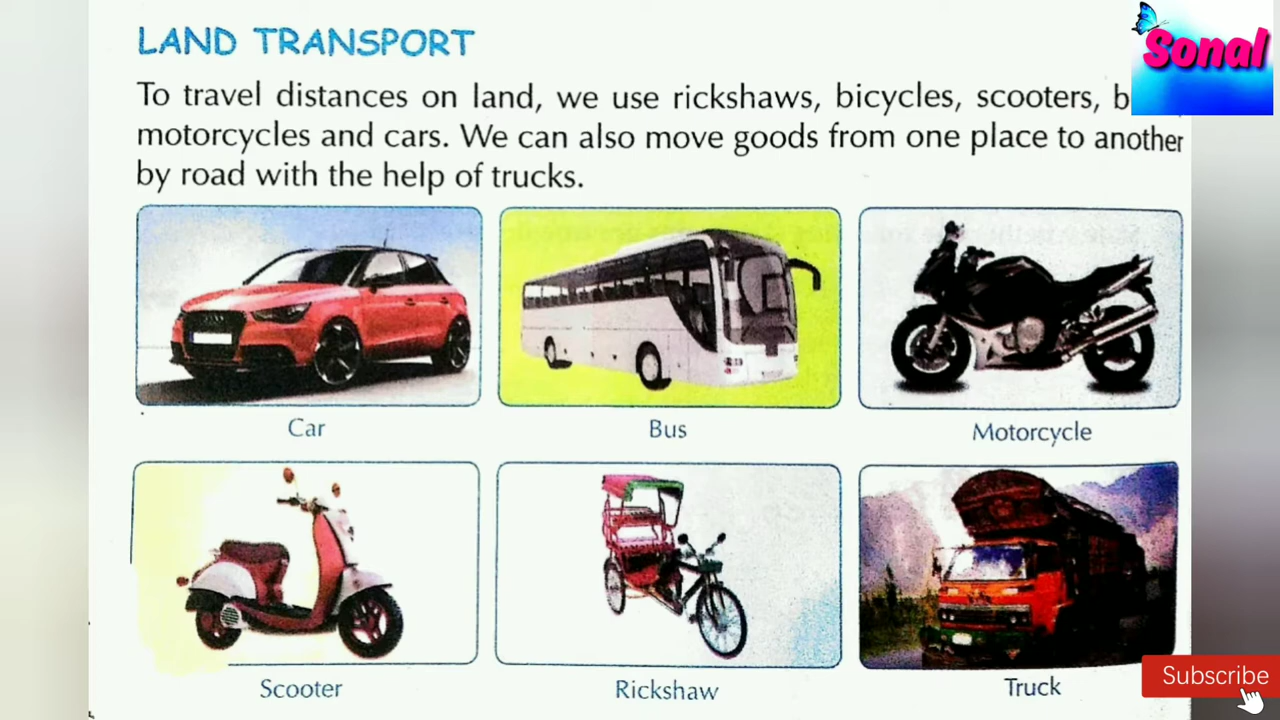 LAND TRANSPORT
Sonal
To travel distances on land, we use rickshaws, bicycles, scooters,
motorcycles and cars. We can also move goods from one place to another
by road with the help of trucks.
Car
Bus
Motorcycle
Scooter
Rickshaw
Truck
Subscribe